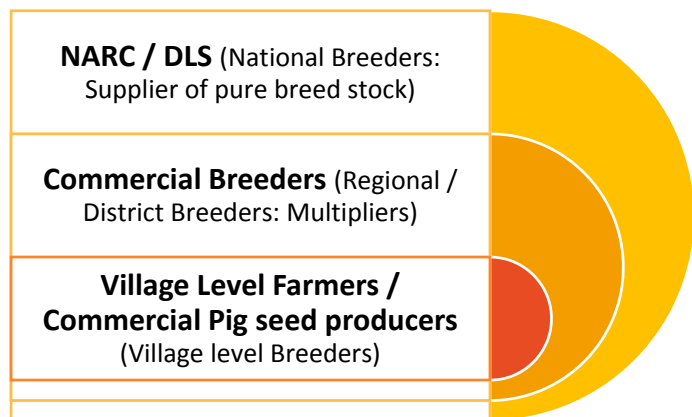 NARC / DLS (National Breeders:
Supplier of pure breed stock)
Commercial Breeders (Regional /
District Breeders: Multipliers)
Village Level Farmers /
Commercial Pig seed producers
(Village level Breeders)